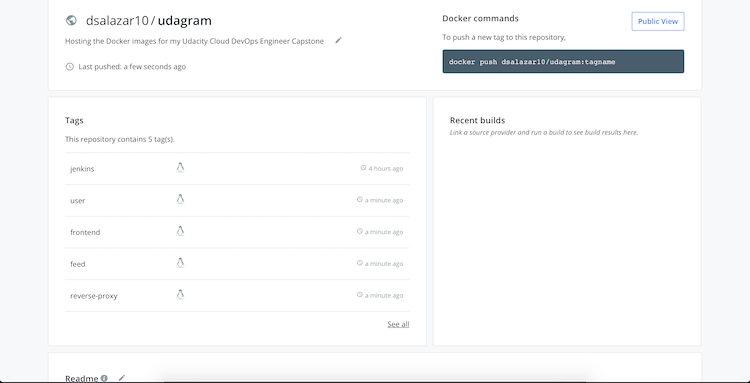 dsalazar10 / udagram
Hosting the Docker images for my Udacity Cloud DevOps Engineer Capstone
Last pushed: a few seconds ago
Docker commands
Public View
To push a new tag to this repository,
docker push dsalazar10/udagram:tagname
Tags
This repository contains 5 tag(s).
jenkins 4 hours ago
user a minute ago
frontend a minute ago
feed a minute ago
reverse-proxy a minute ago
See all
Recent builds
Link a source provider and run a build to see build results here.
Readme